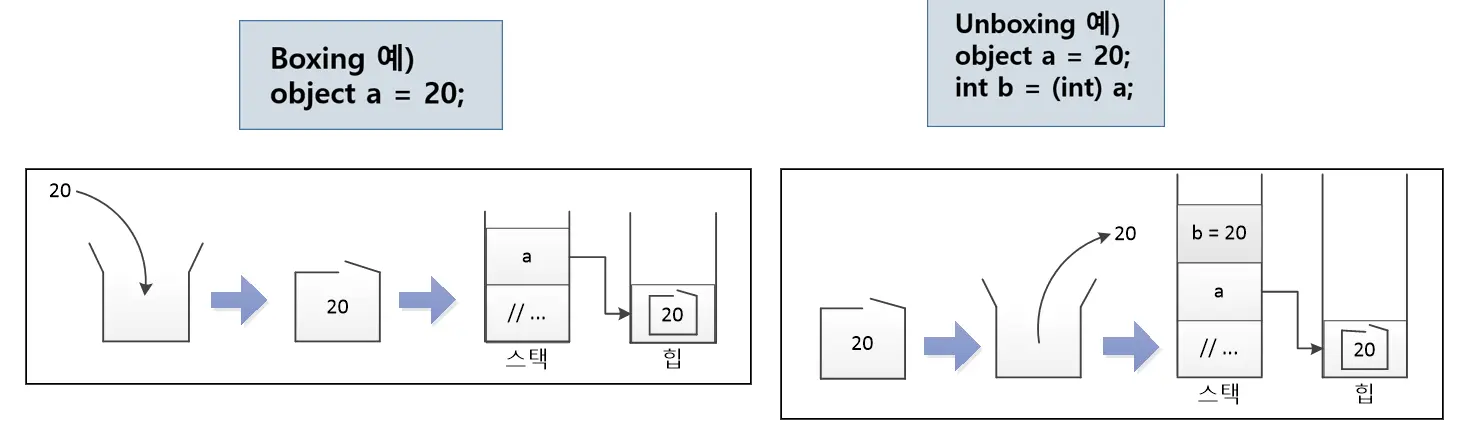 Boxing 예)
object a = 20;
Unboxing 예)
object a = 20;
int b = (int) a;
20
20
a
// ...
20
스택
힙
20
20
b = 20
a
// ...
20
스택
힙